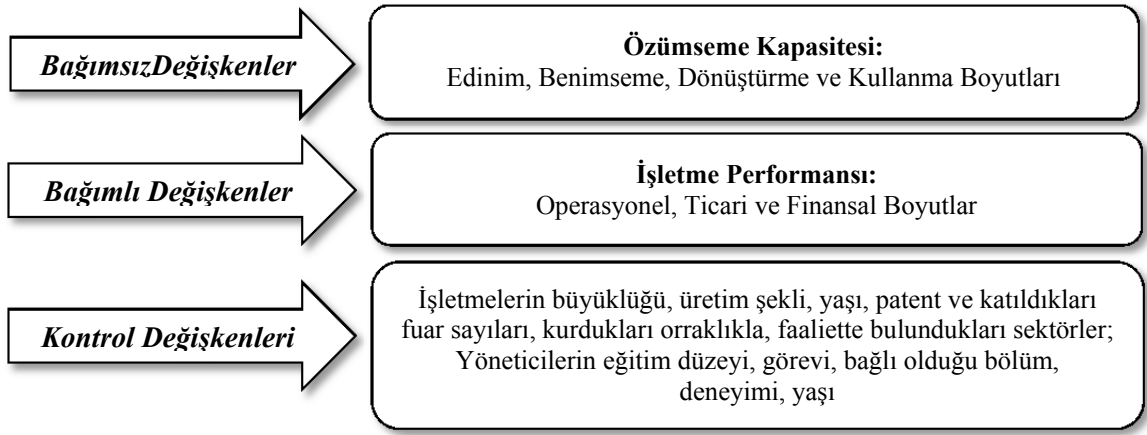 BağımsızDeğişkenler
Özümseme Kapasitesi:
Edinim, Benimseme, Dönüştürme ve Kullanma Boyutları
Bağımlı Değişkenler
İşletme Performansı:
Operasyonel, Ticari ve Finansal Boyutlar
Kontrol Değişkenleri
İşletmelerin büyüklüğü, üretim şekli, yaşı, patent ve katıldıkları
fuar sayıları, kurdukları orraklıkla, faaliette bulundukları sektörler;
Yöneticilerin eğitim düzeyi, görevi, bağlı olduğu bölüm,
deneyimi, yaşı